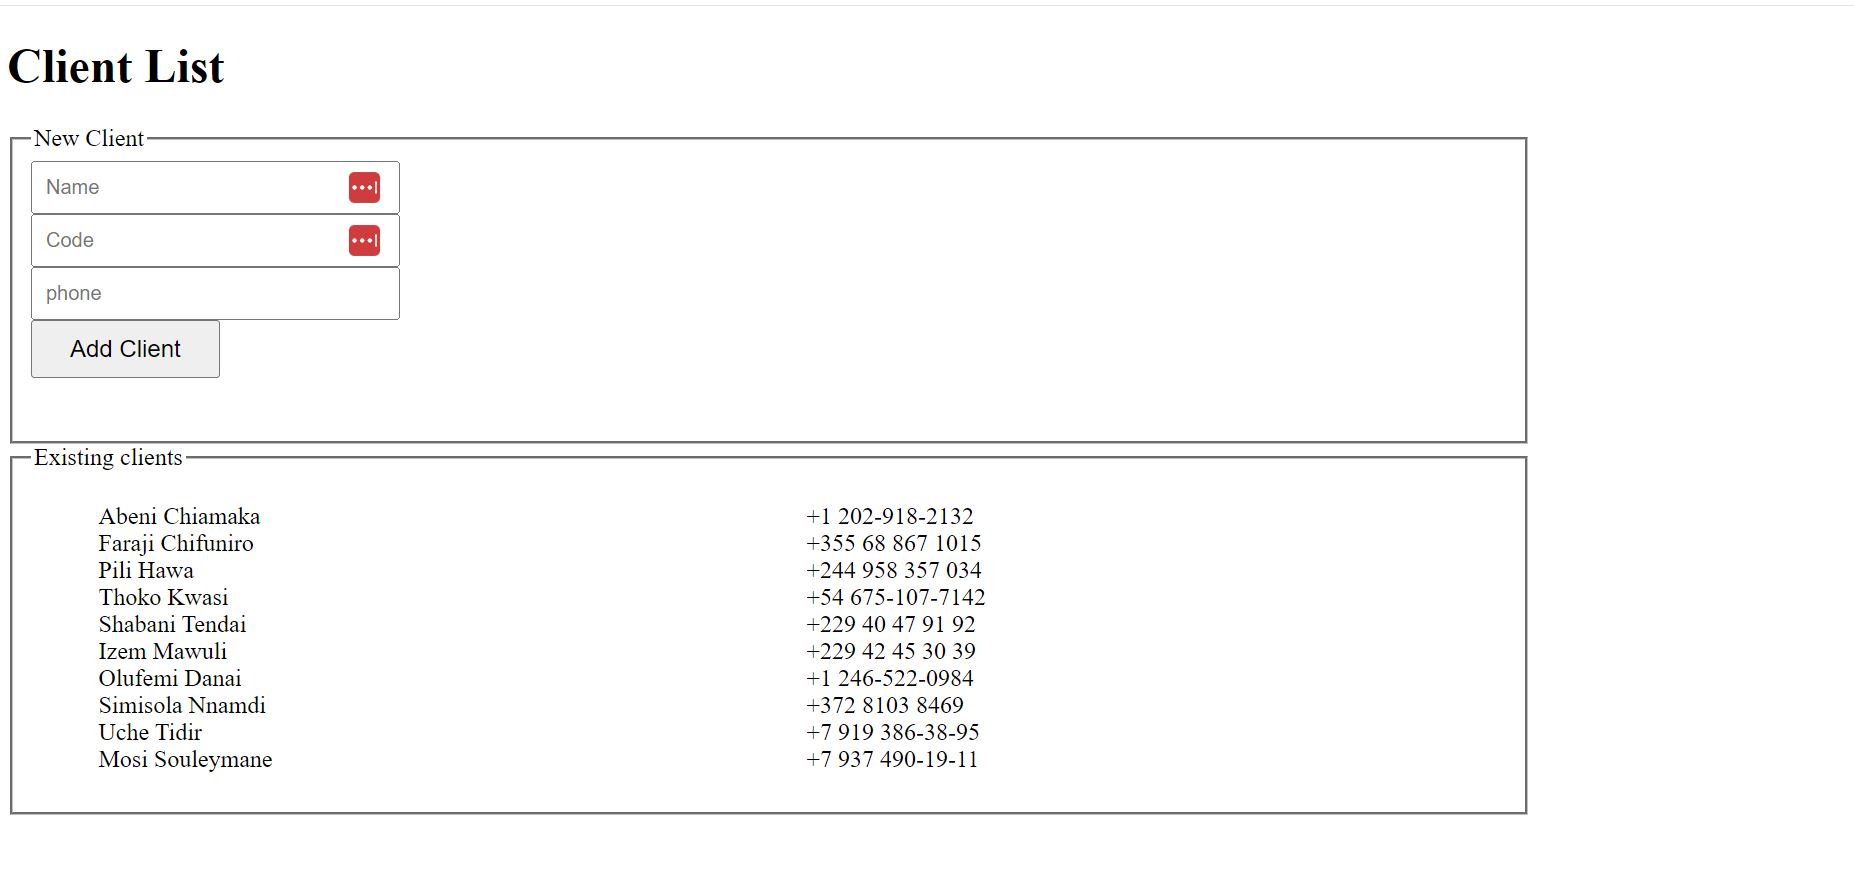 Client List
New Client
Name
Code
phone
Add Client
Existing clients
Abeni Chiamaka +1 202-918-2132
Faraji Chifuniro +355 68 867 1015
Pili Hawa +244 958 357 034
Thoko Kwasi +54 675-107-7142
Shabani Tendai +229 40 47 91 92
Izem Mawuli +229 42 45 30 39
Olufemi Danai +1 246-522-0984
Simisola Nnamdi +372 8103 8469
Uche Tidir +7 919 386-38-95
Mosi Souleymane +7 937 490-19-11